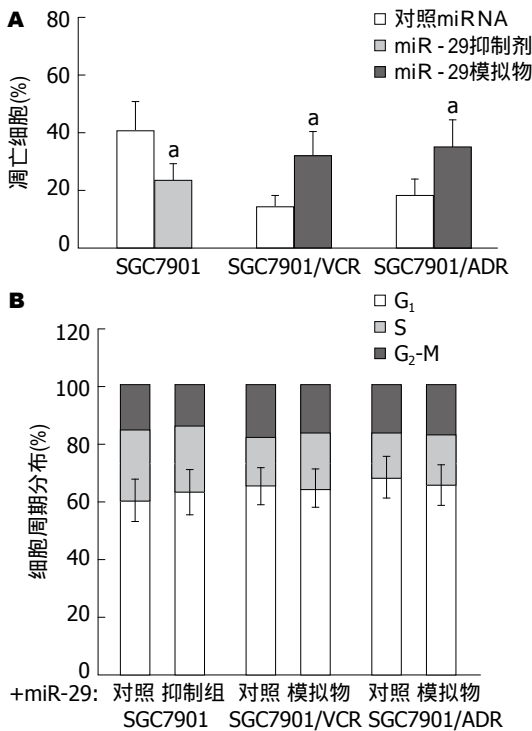 A
对照miRNA
miR-29抑制剂
miR-29模拟物
凋亡细胞(%)
80
60
40
20
0
a
a
a
SGC7901
SGC7901/VCR
SGC7901/ADR
B
G₁
S
G₂-M
细胞周期分布(%)
120
100
80
60
40
20
0
+miR-29: 对照 抑制组 对照 模拟物 对照 模拟物
SGC7901 SGC7901/VCR SGC7901/ADR